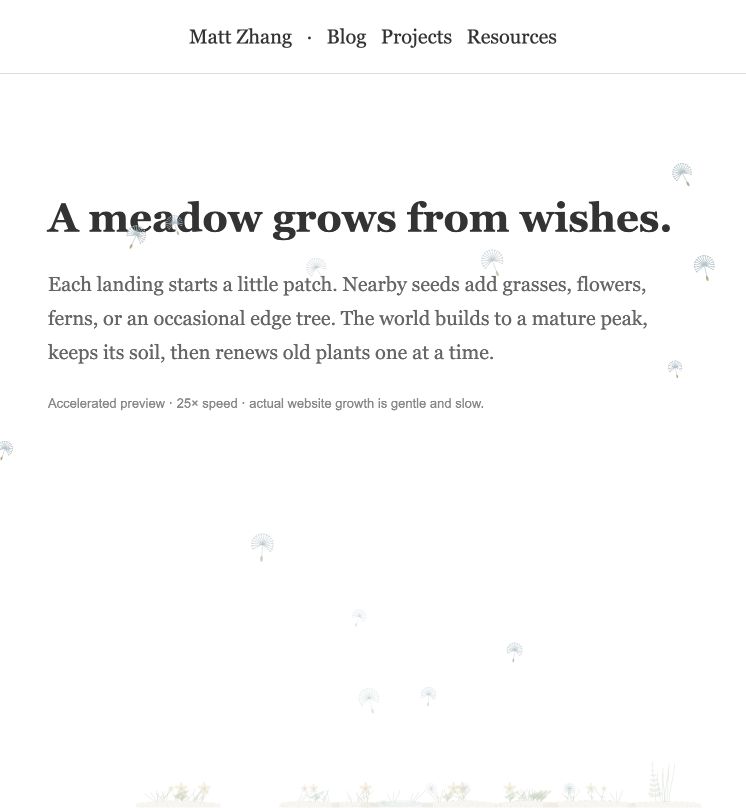 Matt Zhang · Blog Projects Resources
A meadow grows from wishes.
Each landing starts a little patch. Nearby seeds add grasses, flowers,
ferns, or an occasional edge tree. The world builds to a mature peak,
keeps its soil, then renews old plants one at a time.
Accelerated preview · 25× speed · actual website growth is gentle and slow.